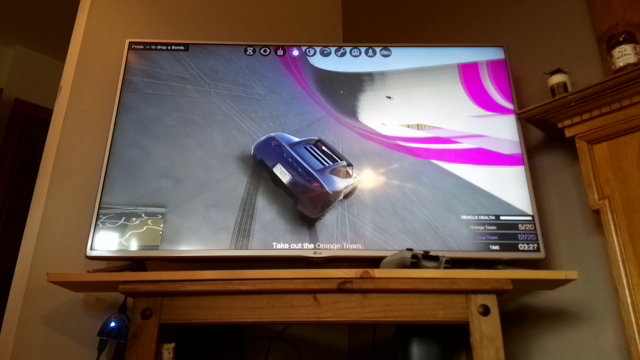 Press to drop a Bomb.
VEHICLE HEALTH
Orange Team 5/20
12/20
TIME 03:27
Take out the Orange Team.
LG